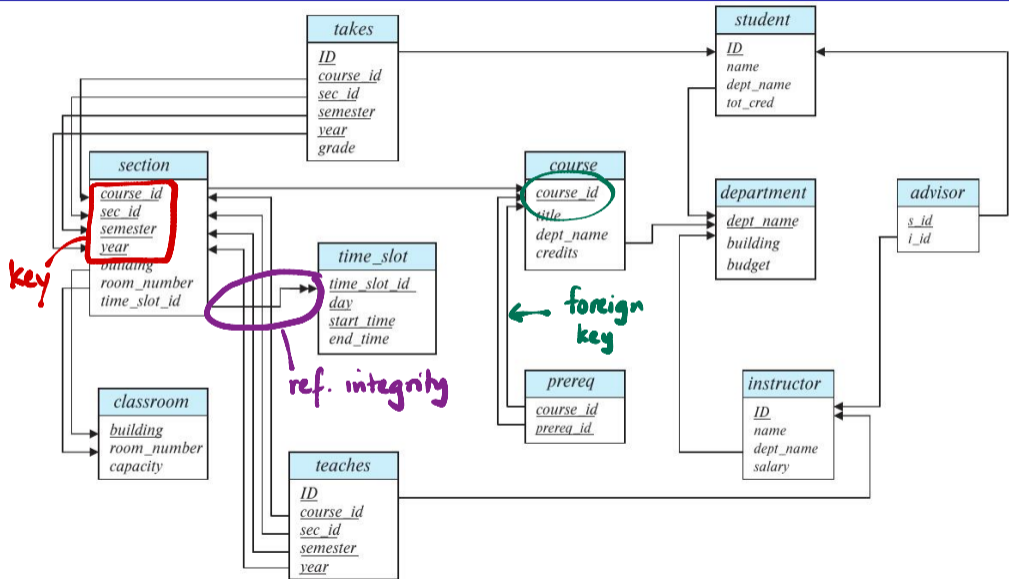 takes
ID
course_id
sec_id
semester
year
grade
student
ID
name
dept_name
tot_cred
section
course_id
sec_id
semester
year
building
room_number
time_slot_id
key
course
course_id
title
dept_name
credits
department
dept_name
building
budget
advisor
s_id
i_id
time_slot
time_slot_id
day
start_time
end_time
ref. integrity
foreign
key
prereq
course_id
prereq_id
instructor
ID
name
dept_name
salary
classroom
building
room_number
capacity
teaches
ID
course_id
sec_id
semester
year